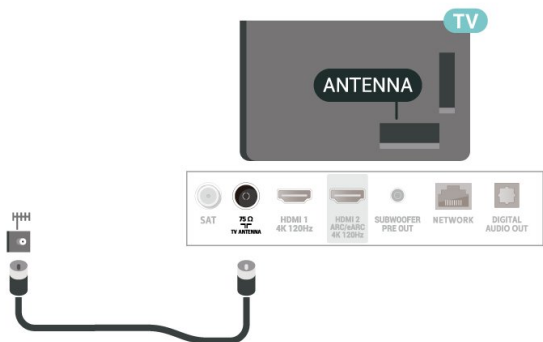 TV
ANTENNA
SAT
75 Ω
TV ANTENNA
HDMI 1
4K 120Hz
HDMI 2
ARC/eARC
4K 120Hz
SUBWOOFER
PRE OUT
NETWORK
DIGITAL
AUDIO OUT